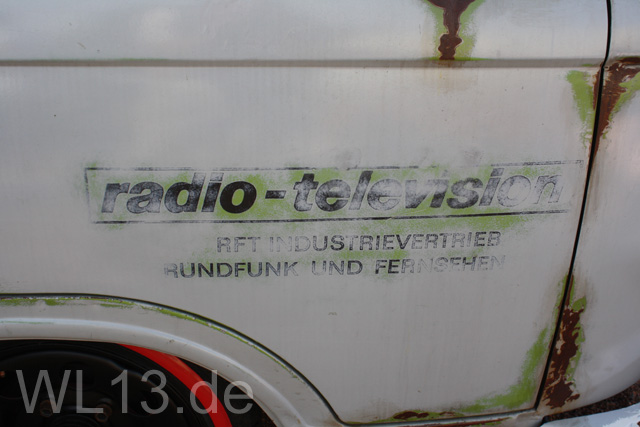 radio-television
RFT INDUSTRIEVERTRIEB
RUNDFUNK UND FERNSEHEN
WL13.de